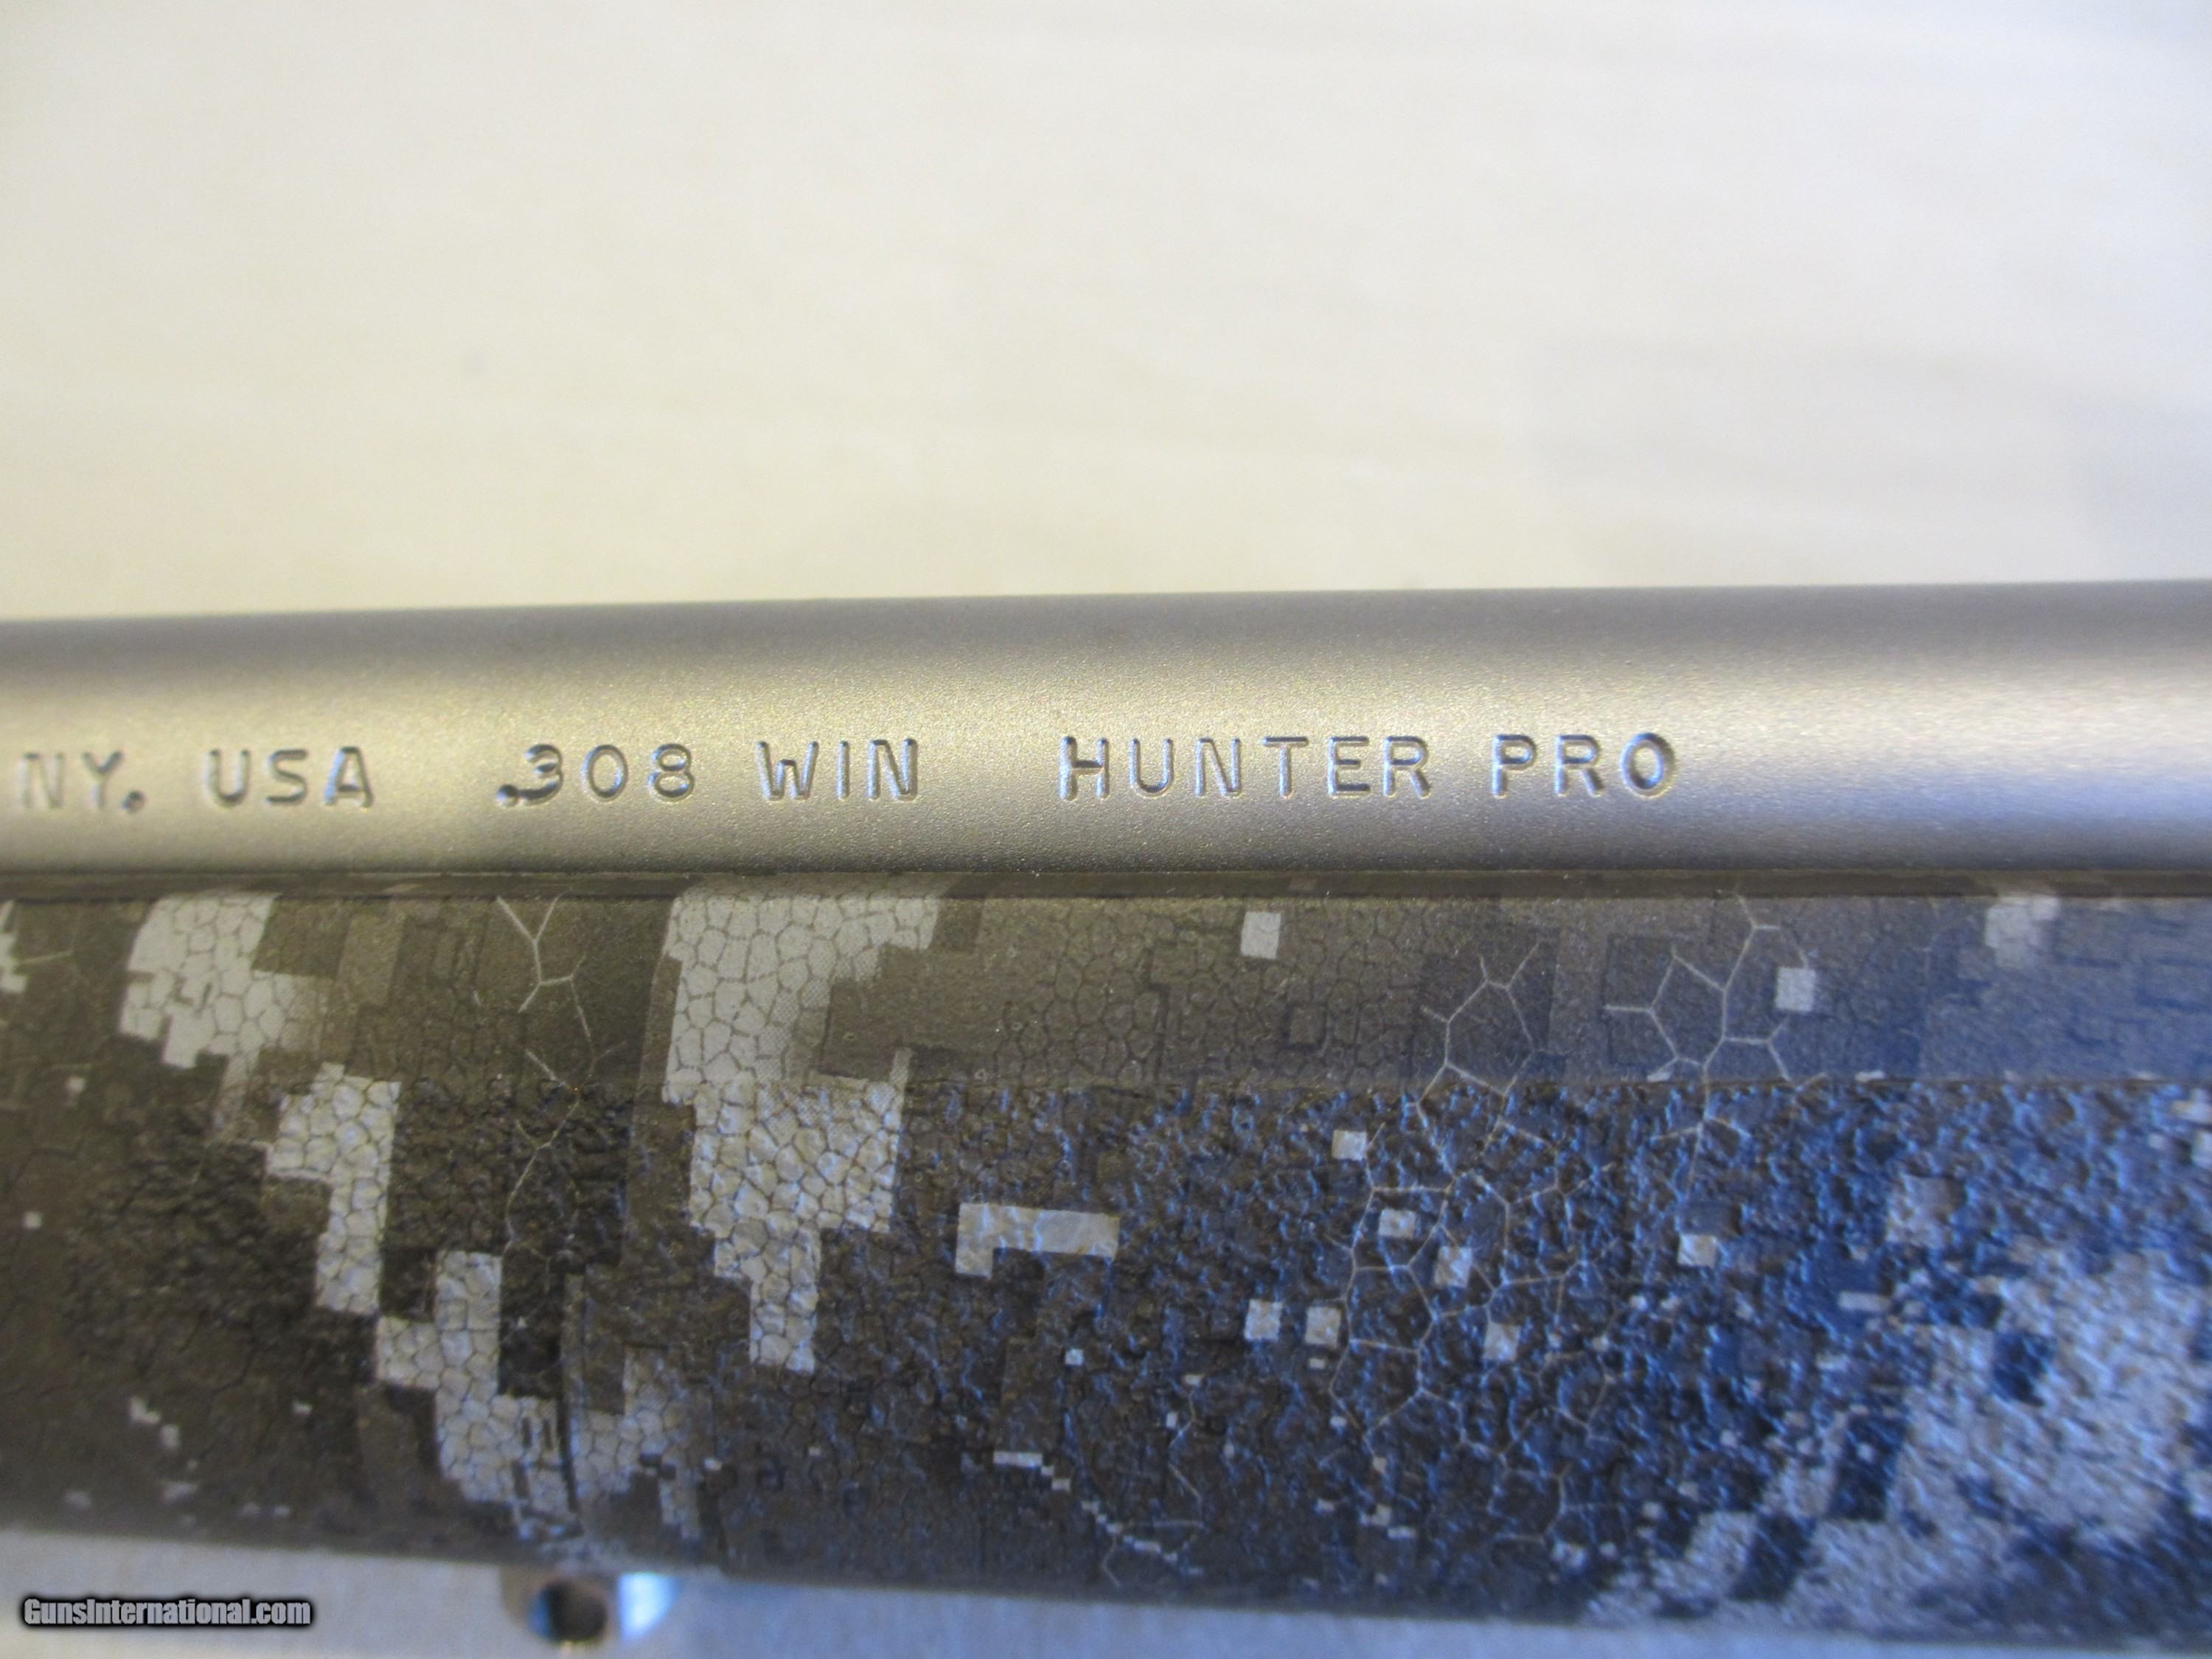 NY. USA .308 WIN HUNTER PRO
GunsInternational.com